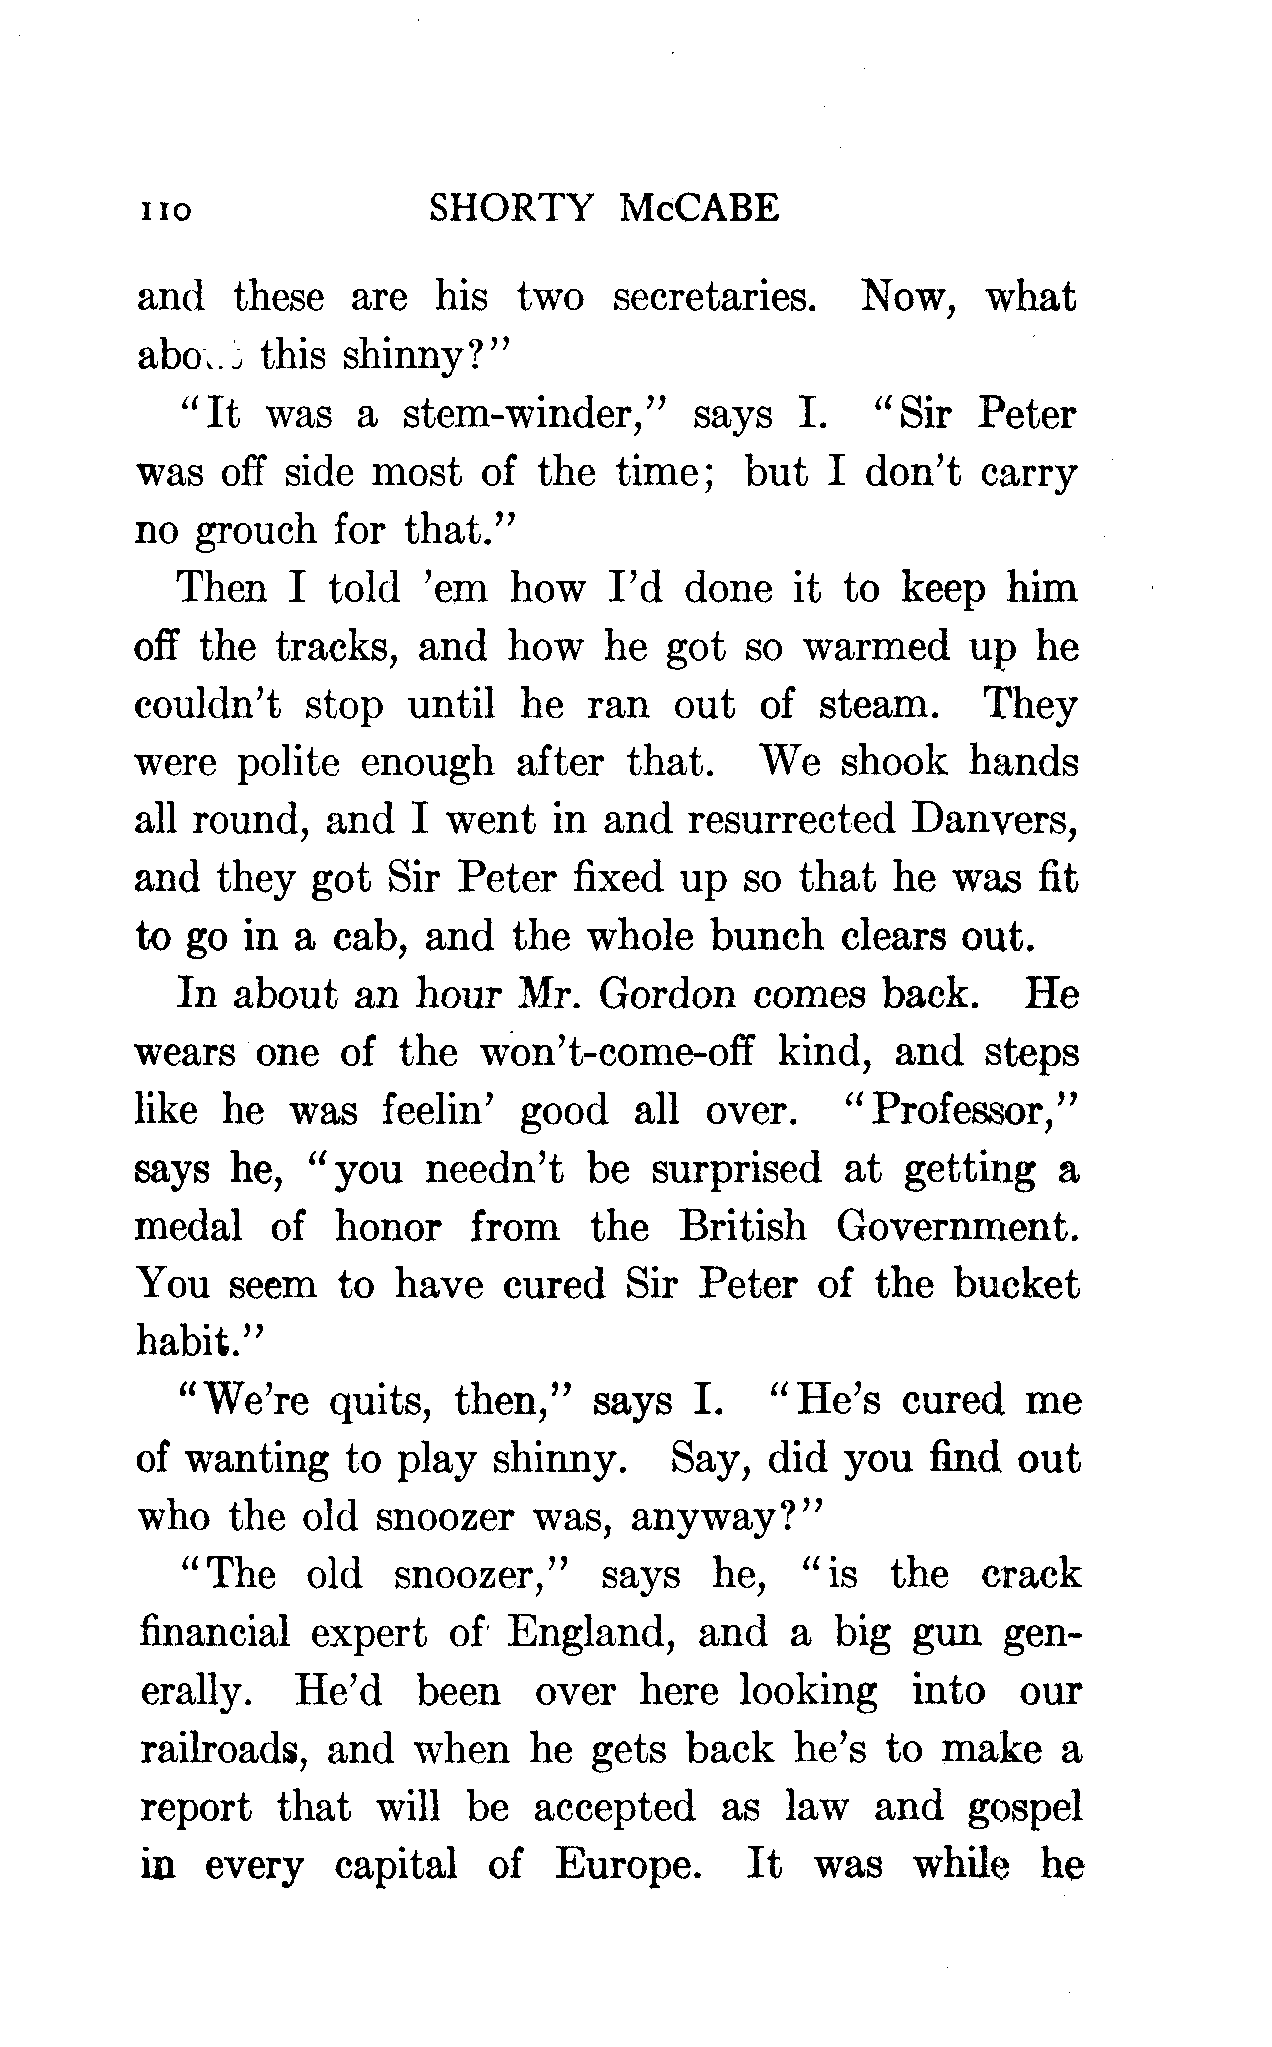 110 SHORTY McCABE
and these are his two secretaries. Now, what
this shinny?"
"It was a stem-winder," says I. "Sir Peter
was off side most of the time; but I don't carry
no grouch for that."
Then I told 'em how I'd done it to keep him
off the tracks, and how he got so warmed up he
couldn't stop until he ran out of steam. They
were polite enough after that. We shook hands
all round, and I went in and resurrected Danvers,
and they got Sir Peter fixed up so that he was fit
to go in a cab, and the whole bunch clears out.
In about an hour Mr. Gordon comes back. He
wears one of the won't-come-off kind, and steps
like he was feelin' good all over. "Professor,"
says he, "you needn't be surprised at getting a
medal of honor from the British Government.
You seem to have cured Sir Peter of the bucket
habit."
"We're quits, then," says I. "He's cured me
of wanting to play shinny. Say, did you find out
who the old snoozer was, anyway?"
"The old snoozer," says he, "is the crack
financial expert of England, and a big gun gen-
erally. He'd been over here looking into our
railroads, and when he gets back he's to make a
report that will be accepted as law and gospel
in every capital of Europe. It was while he